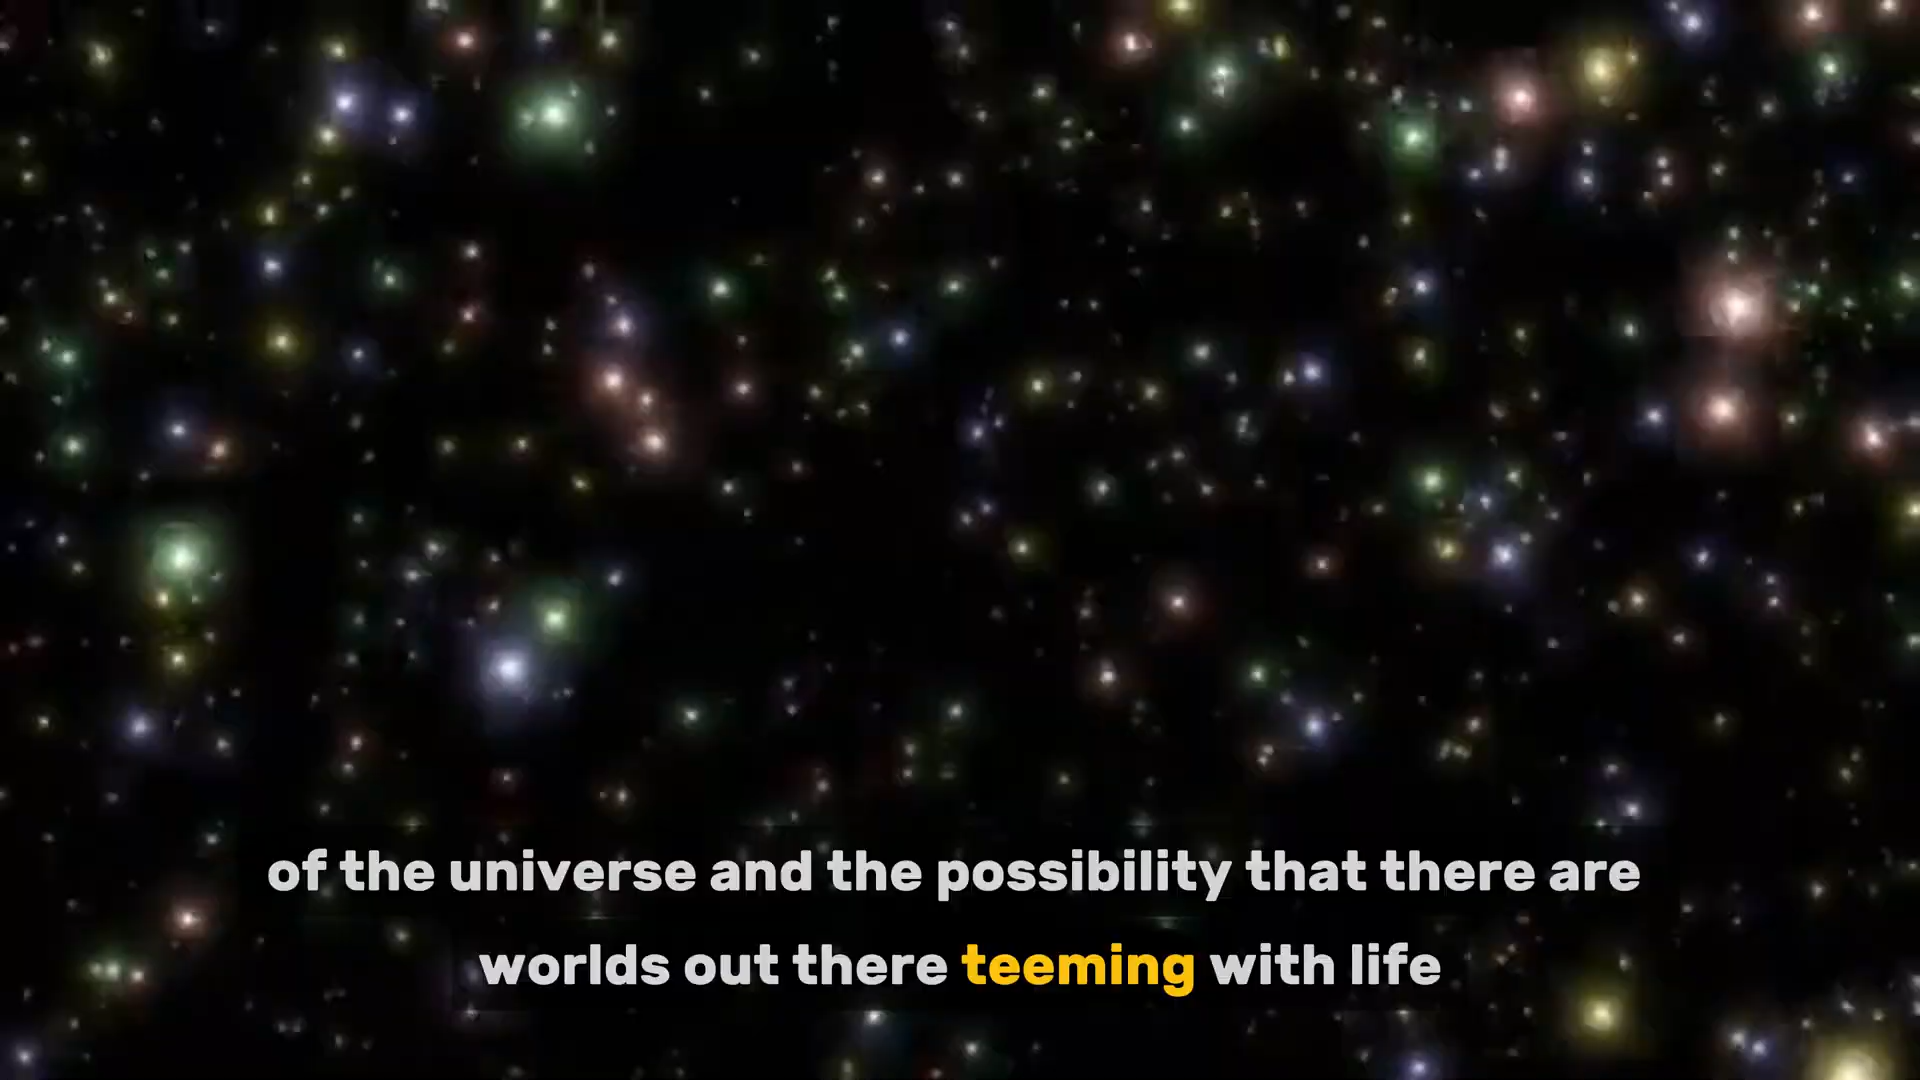 of the universe and the possibility that there are
worlds out there teeming with life